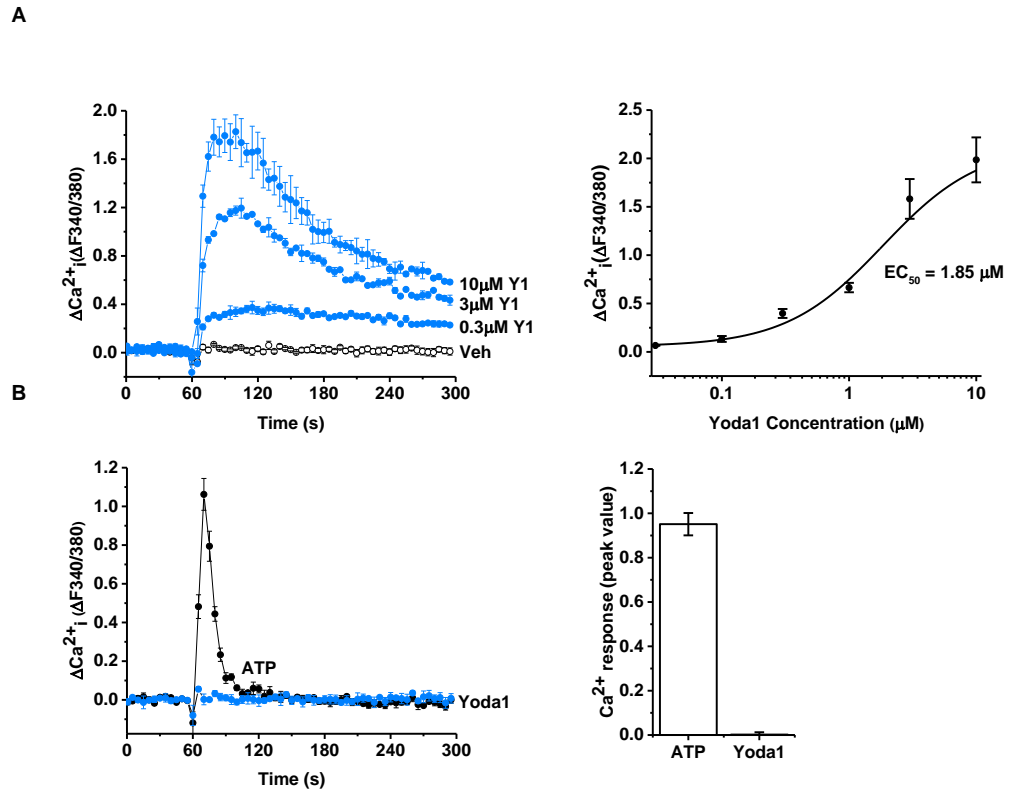 A
ΔCa²⁺ᵢ(ΔF340/380)
2.0
1.6
1.2
0.8
0.4
0.0
10μM Y1
3μM Y1
0.3μM Y1
Veh
0 60 120 180 240 300
Time (s)
ΔCa²⁺ᵢ(ΔF340/380)
2.5
2.0
1.5
1.0
0.5
0.0
EC₅₀ = 1.85 μM
0.1 1 10
Yoda1 Concentration (μM)
B
ΔCa²⁺ᵢ (ΔF340/380)
1.2
1.0
0.8
0.6
0.4
0.2
0.0
ATP
Yoda1
0 60 120 180 240 300
Time (s)
Ca²⁺ response (peak value)
1.2
1.0
0.8
0.6
0.4
0.2
0.0
ATP Yoda1